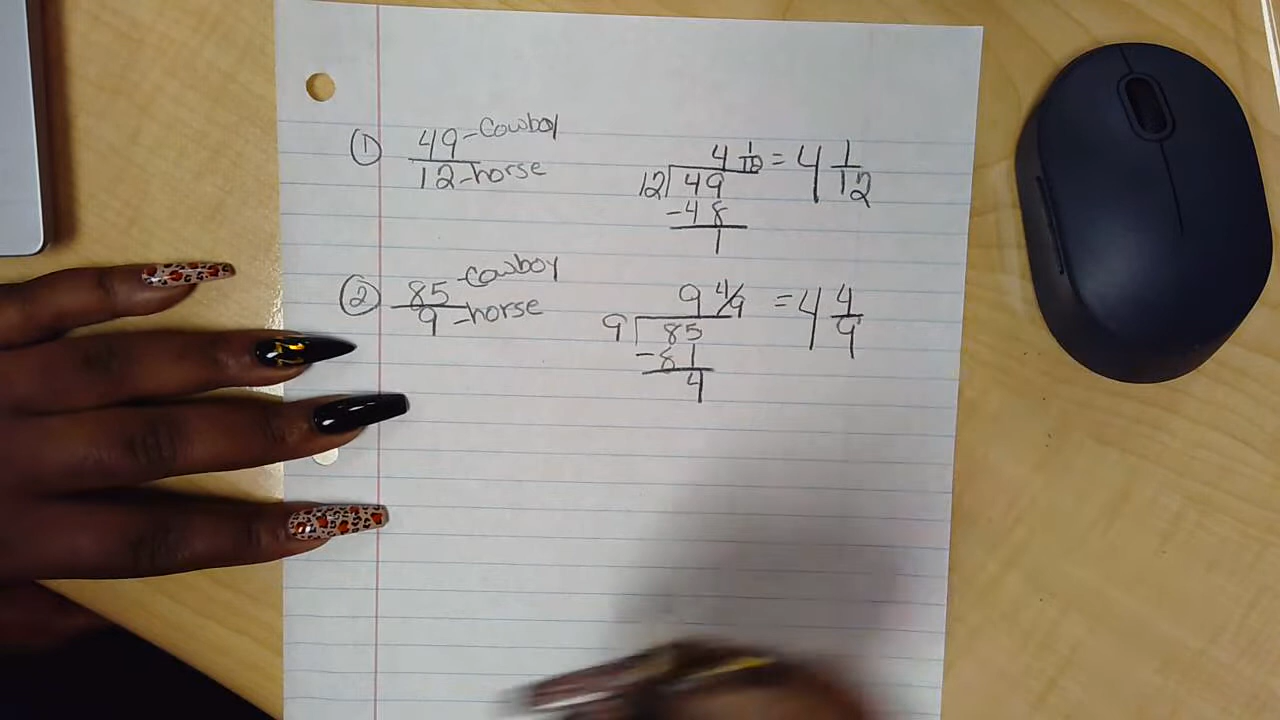 ① 49 - Cowboy
12 - horse
4 1/12 = 4 1/12
12 49
-48
1
② 85 - Cowboy
9 - horse
9 4/9 = 4 4/9
9 85
-81
4